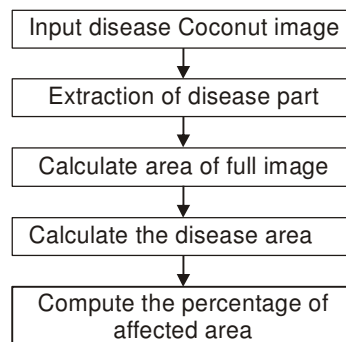 Input disease Coconut image
Extraction of disease part
Calculate area of full image
Calculate the disease area
Compute the percentage of
affected area